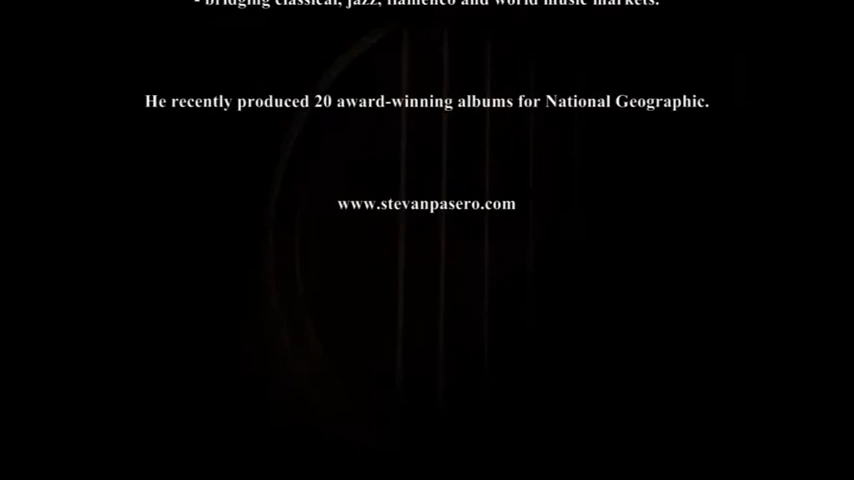 - bridging classical, jazz, flamenco and world music markets.
He recently produced 20 award-winning albums for National Geographic.
www.stevanpasero.com